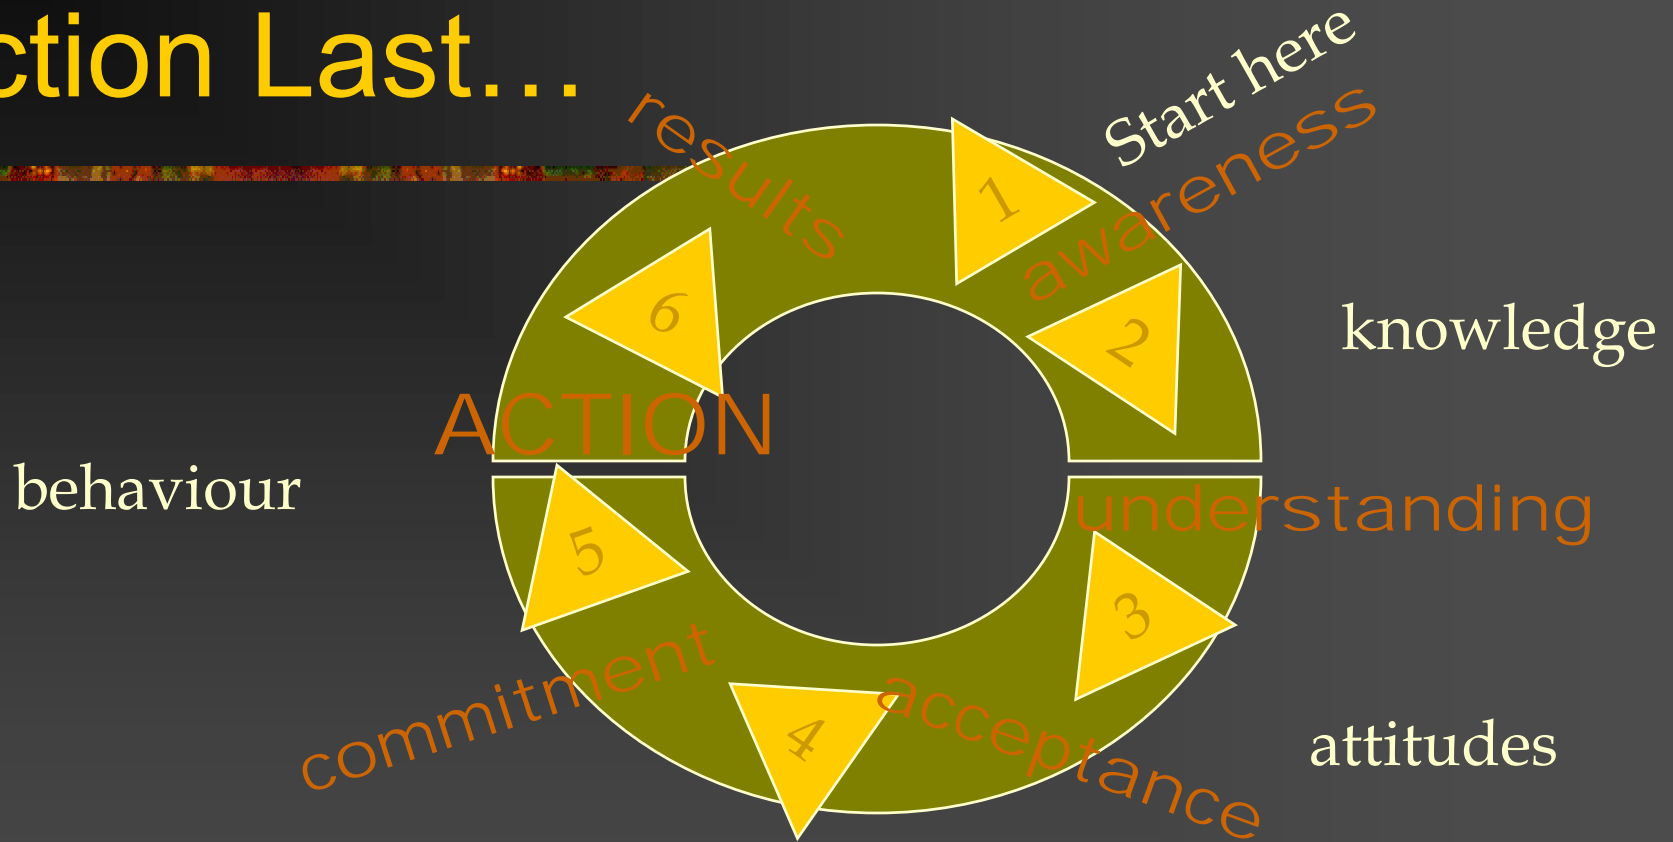 ction Last...
Start here
1
awareness
2
knowledge
understanding
3
attitudes
acceptance
4
commitment
5
behaviour
ACTION
6
results